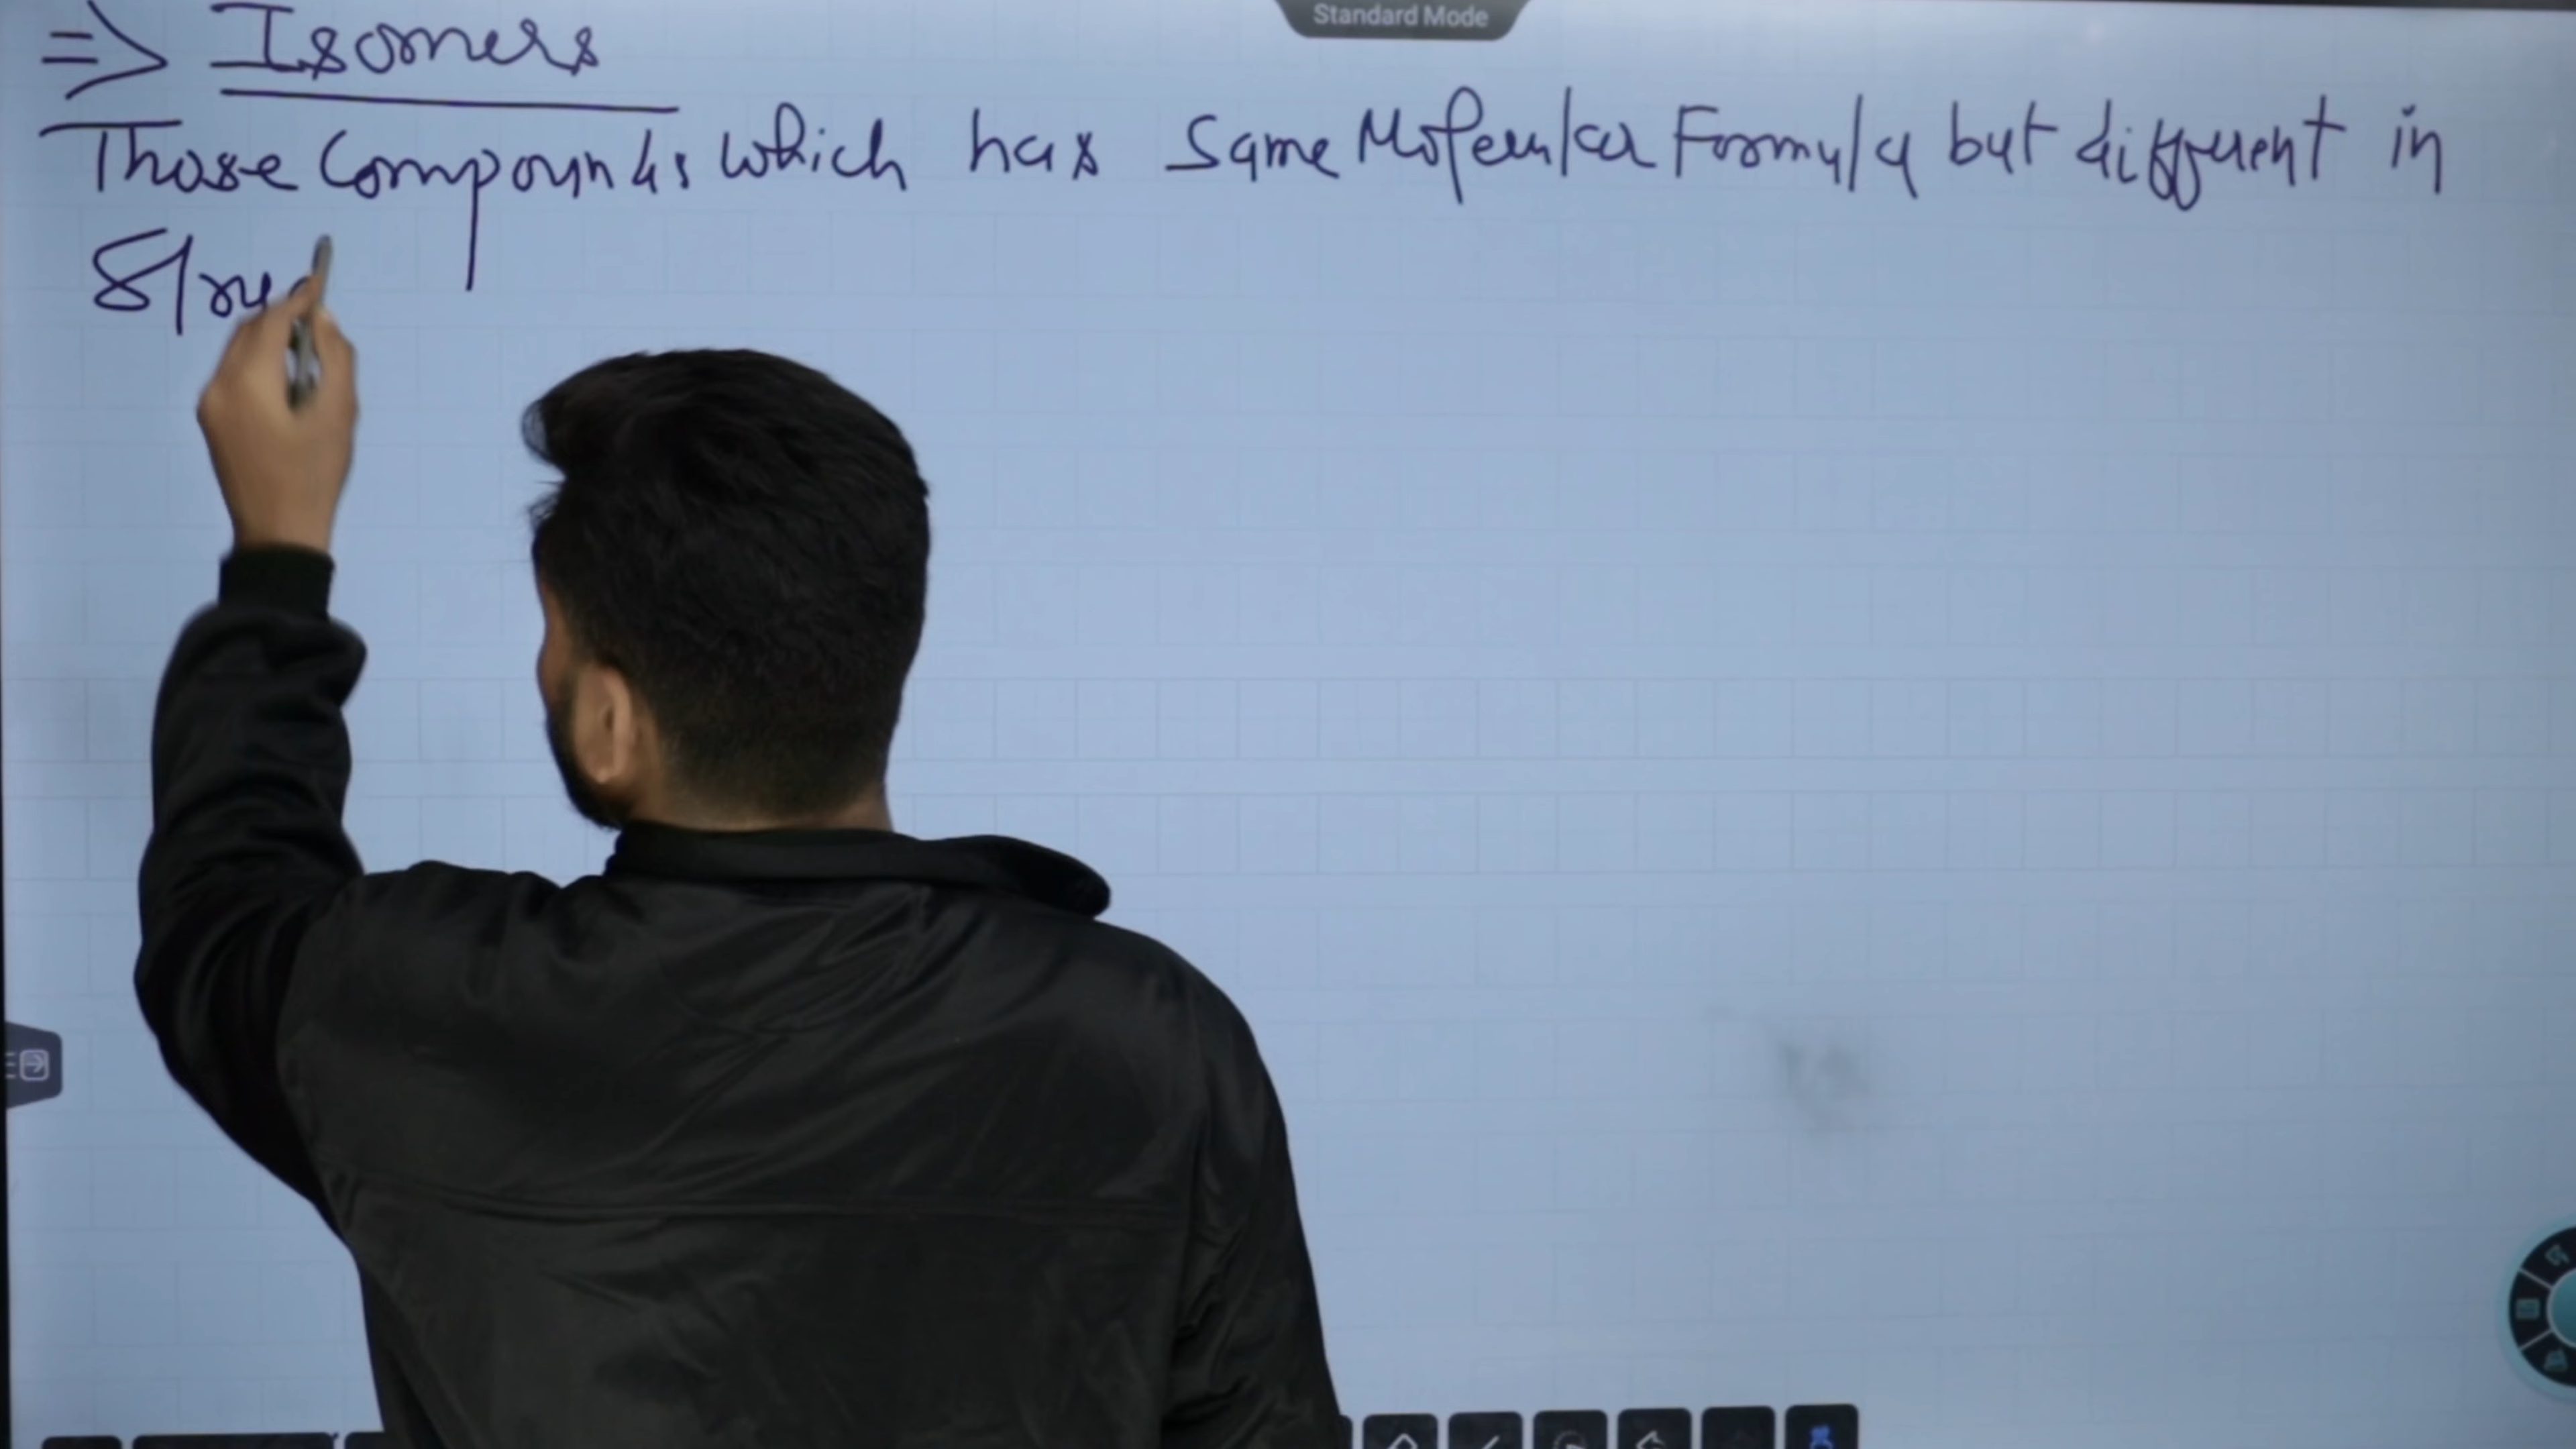 Standard Mode
=> Isomers
Those Compounds which has same Molecular Formula but different in
Stru